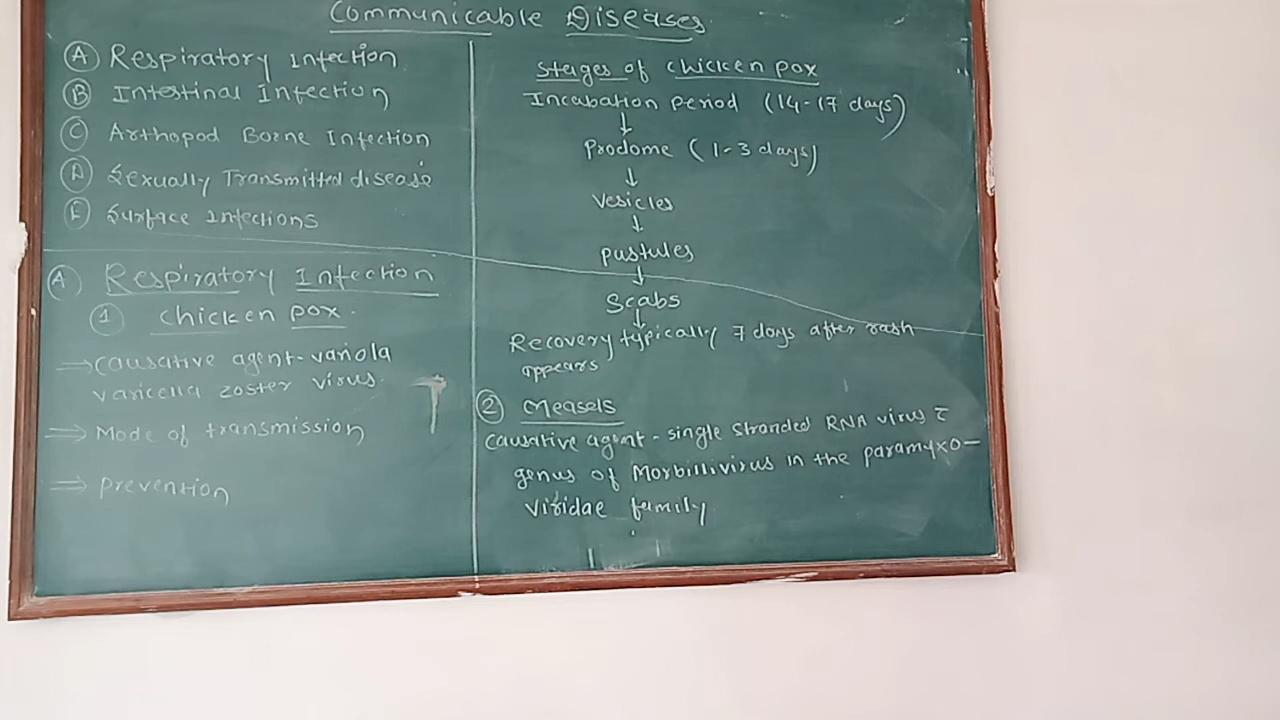 Communicable Diseases.
Ⓐ Respiratory Infection
Ⓑ Intestinal Infection
Ⓒ Arthopod Borne Infection
Ⓓ Sexually Transmitted disease
Ⓔ Surface Infections
Ⓐ Respiratory Infection
① Chicken pox.
→ Causative agent-variola
varicella zoster virus.
⇒ Mode of transmission
⇒ Prevention
Stages of chicken pox
Incubation period (14-17 days)
↓
Prodome (1-3 days)
↓
Vesicles
↓
Pustules
↓
Scabs
↓
Recovery typically 7 days after rash
appears
② Measels
Causative agent - single stranded RNA virus c̄
genus of Morbillivirus in the paramyxo-
viridae family